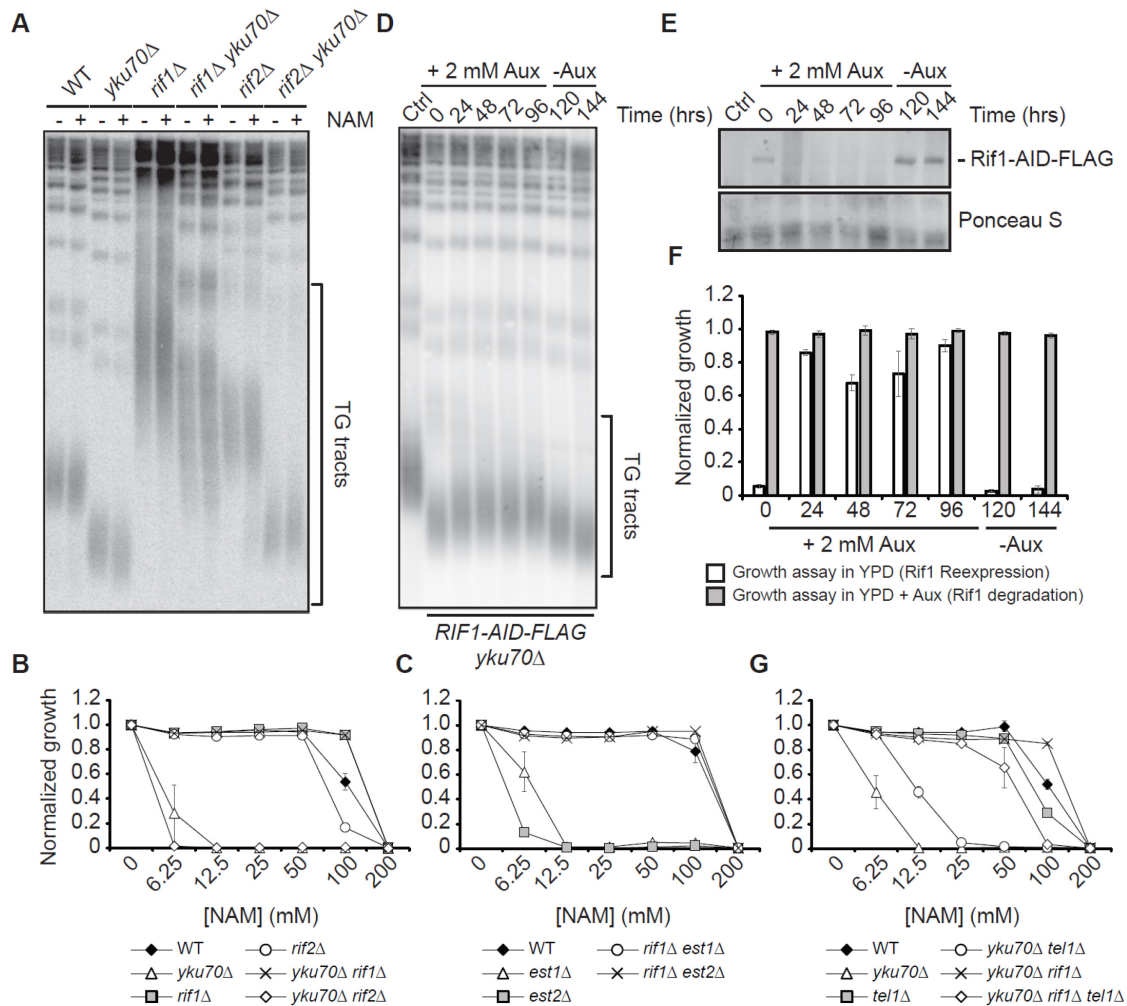 A
WT
yku70Δ
rif1Δ
rif1Δ yku70Δ
rif2Δ
rif2Δ yku70Δ
- + - + - + - + - + - + NAM
TG tracts
D
+ 2 mM Aux -Aux
Ctrl 0 24 48 72 96 120 144 Time (hrs)
TG tracts
RIF1-AID-FLAG
yku70Δ
E
+ 2 mM Aux -Aux
Ctrl 0 24 48 72 96 120 144 Time (hrs)
- Rif1-AID-FLAG
Ponceau S
F
Normalized growth
1.2
1.0
0.8
0.6
0.4
0.2
0
0 24 48 72 96 120 144
+ 2 mM Aux -Aux
Growth assay in YPD (Rif1 Reexpression)
Growth assay in YPD + Aux (Rif1 degradation)
B
Normalized growth
1.2
1.0
0.8
0.6
0.4
0.2
0
0 6.25 12.5 25 50 100 200
[NAM] (mM)
WT
yku70Δ
rif1Δ
rif2Δ
yku70Δ rif1Δ
yku70Δ rif2Δ
C
1.2
1.0
0.8
0.6
0.4
0.2
0
0 6.25 12.5 25 50 100 200
[NAM] (mM)
WT
est1Δ
est2Δ
rif1Δ est1Δ
rif1Δ est2Δ
G
1.2
1.0
0.8
0.6
0.4
0.2
0
0 6.25 12.5 25 50 100 200
[NAM] (mM)
WT
yku70Δ
tel1Δ
yku70Δ tel1Δ
yku70Δ rif1Δ
yku70Δ rif1Δ tel1Δ